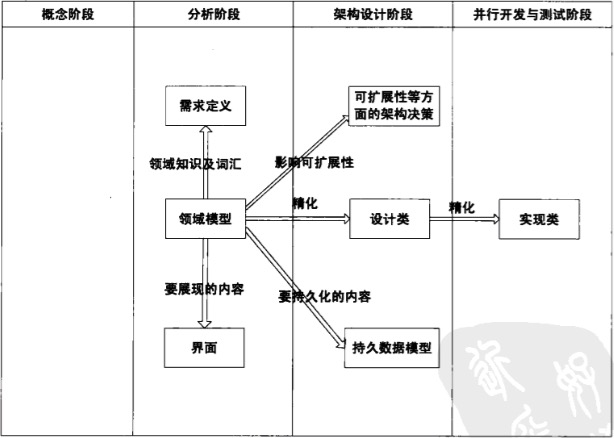 概念阶段
分析阶段
架构设计阶段
并行开发与测试阶段
需求定义
可扩展性等方
面的架构决策
领域知识及词汇
影响可扩展性
领域模型
精化
设计类
精化
实现类
要展现的内容
要持久化的内容
界面
持久数据模型